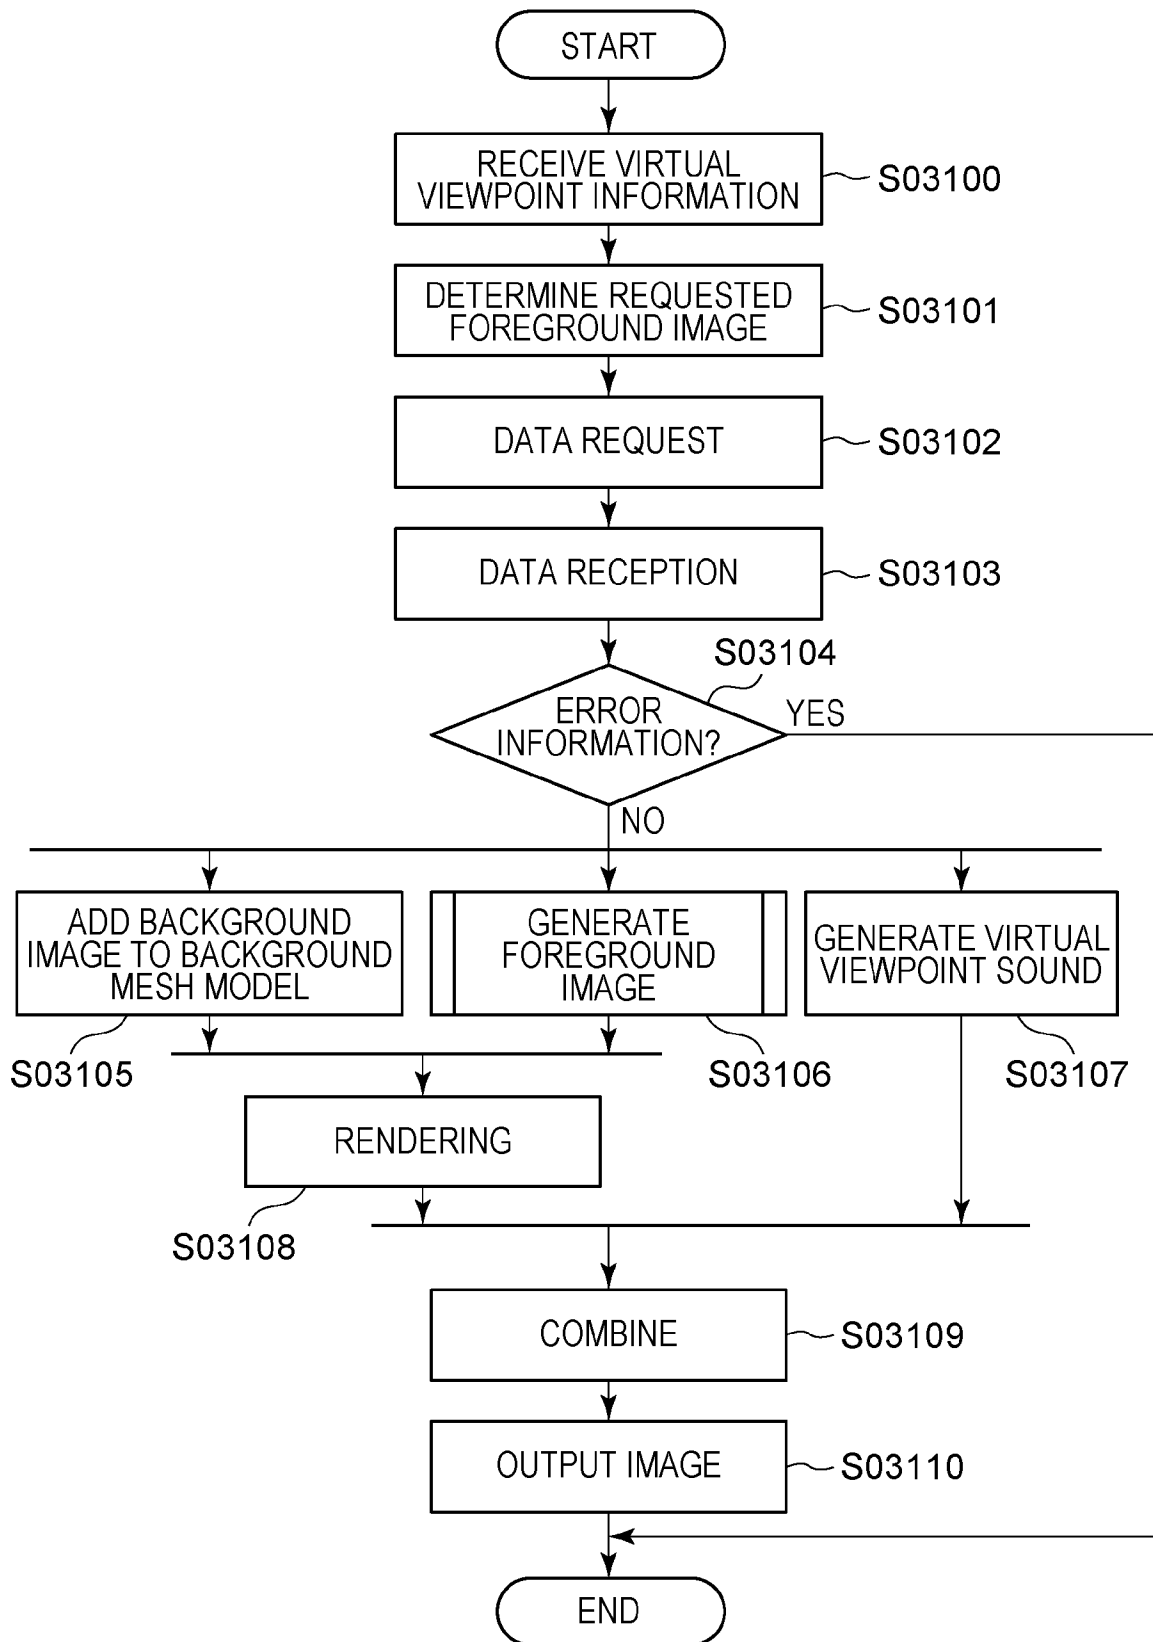 START
RECEIVE VIRTUAL
VIEWPOINT INFORMATION
S03100
DETERMINE REQUESTED
FOREGROUND IMAGE
S03101
DATA REQUEST
S03102
DATA RECEPTION
S03103
S03104
ERROR
INFORMATION?
YES
NO
ADD BACKGROUND
IMAGE TO BACKGROUND
MESH MODEL
S03105
GENERATE
FOREGROUND
IMAGE
S03106
GENERATE VIRTUAL
VIEWPOINT SOUND
S03107
RENDERING
S03108
COMBINE
S03109
OUTPUT IMAGE
S03110
END